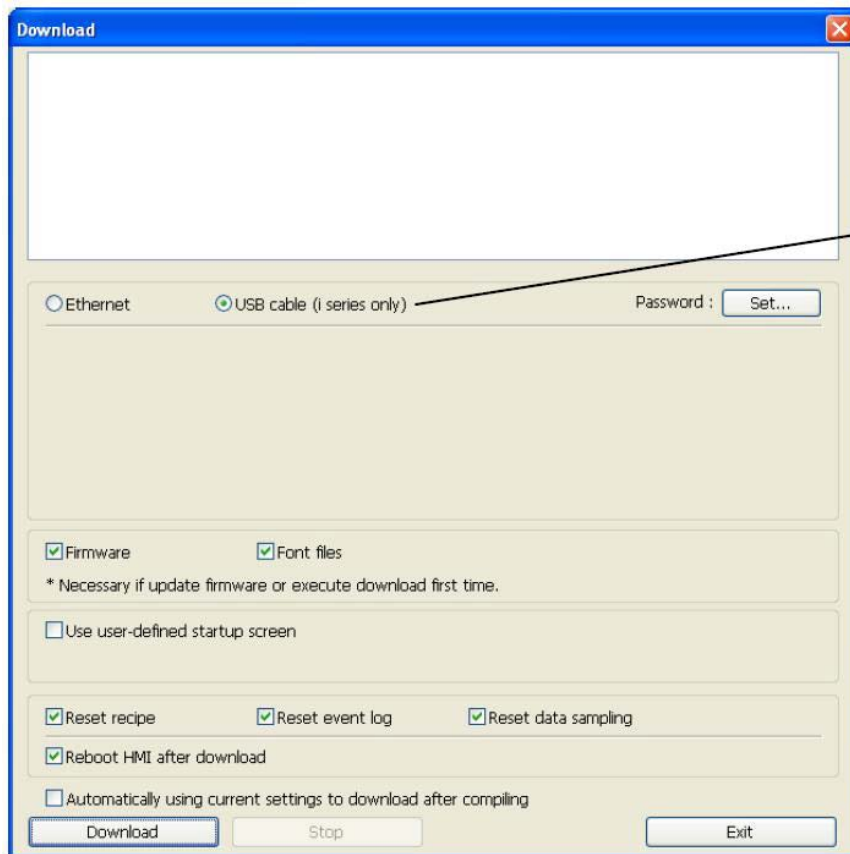 Download
Ethernet USB cable (i series only) Password : Set...
Firmware Font files
* Necessary if update firmware or execute download first time.
Use user-defined startup screen
Reset recipe Reset event log Reset data sampling
Reboot HMI after download
Automatically using current settings to download after compiling
Download Stop Exit